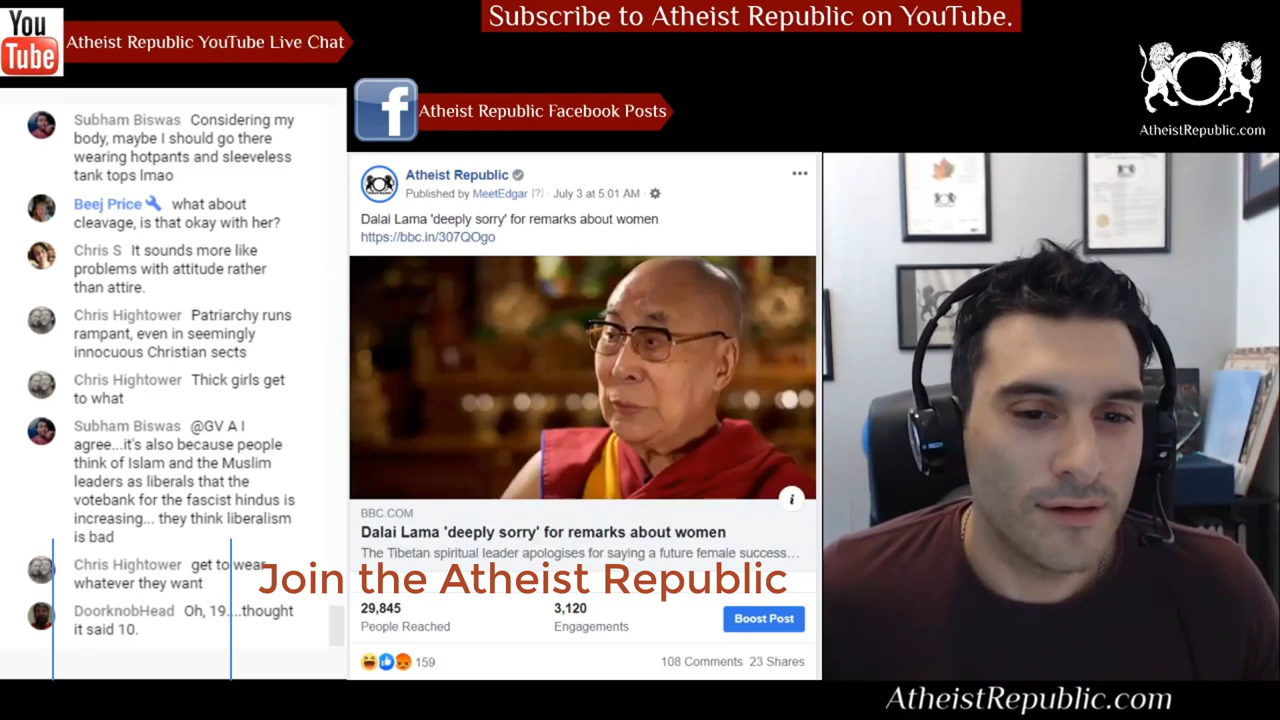 You
Tube
Atheist Republic YouTube Live Chat
Subscribe to Atheist Republic on YouTube.
AtheistRepublic.com
f
Atheist Republic Facebook Posts
Subham Biswas Considering my
body, maybe I should go there
wearing hotpants and sleeveless
tank tops lmao
Beej Price what about
cleavage, is that okay with her?
Chris S It sounds more like
problems with attitude rather
than attire.
Chris Hightower Patriarchy runs
rampant, even in seemingly
innocuous Christian sects
Chris Hightower Thick girls get
to what
Subham Biswas @GV A I
agree...it's also because people
think of Islam and the Muslim
leaders as liberals that the
votebank for the fascist hindus is
increasing... they think liberalism
is bad
Chris Hightower get to wear
whatever they want
DoorknobHead Oh, 19....thought
it said 10.
Atheist Republic
Published by MeetEdgar [?] · July 3 at 5:01 AM ·
Dalai Lama 'deeply sorry' for remarks about women
https://bbc.in/307QOgo
i
BBC.COM
Dalai Lama 'deeply sorry' for remarks about women
The Tibetan spiritual leader apologises for saying a future female success...
Join the Atheist Republic
29,845
People Reached
3,120
Engagements
Boost Post
159
108 Comments 23 Shares
AtheistRepublic.com